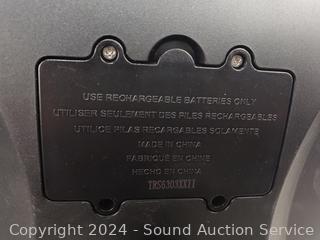 USE RECHARGEABLE BATTERIES ONLY
UTILISER SEULEMENT DES PILES RECHARGEABLES
UTILICE PILAS RECARGABLES SOLAMENTE
MADE IN CHINA
FABRIQUÉ EN CHINE
HECHO EN CHINA
Copyright 2024 - Sound Auction Service